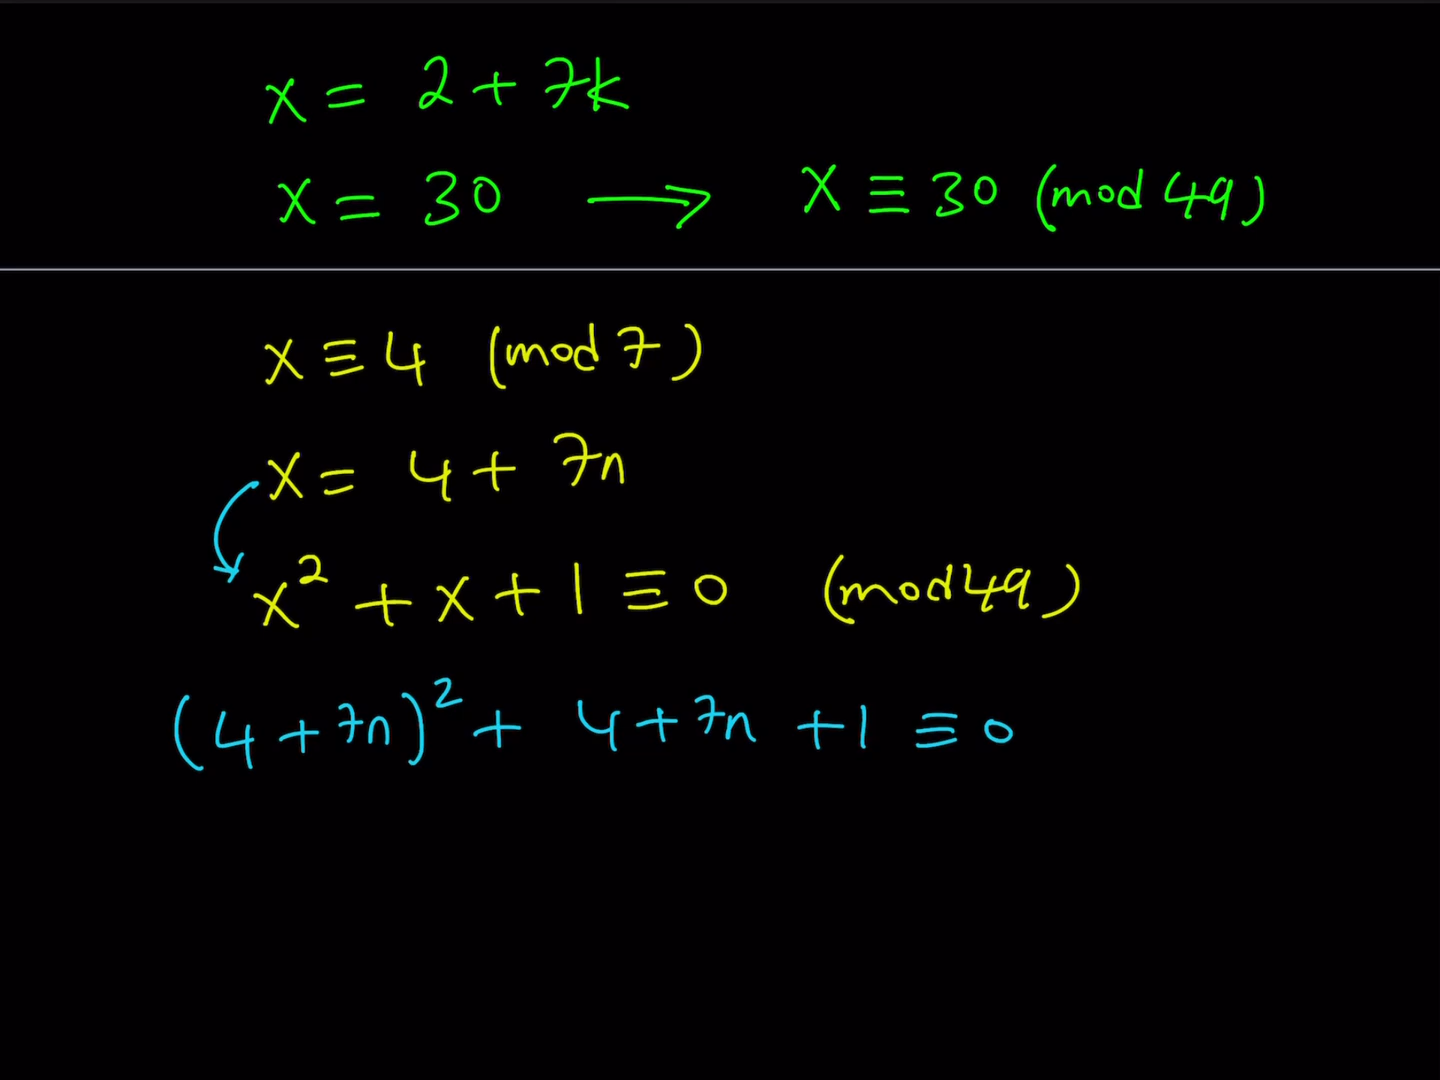 x = 2 + 7k
x = 30 → x ≡ 30 (mod 49)
x ≡ 4 (mod 7)
x = 4 + 7n
x² + x + 1 ≡ 0 (mod 49)
(4 + 7n)² + 4 + 7n + 1 ≡ 0